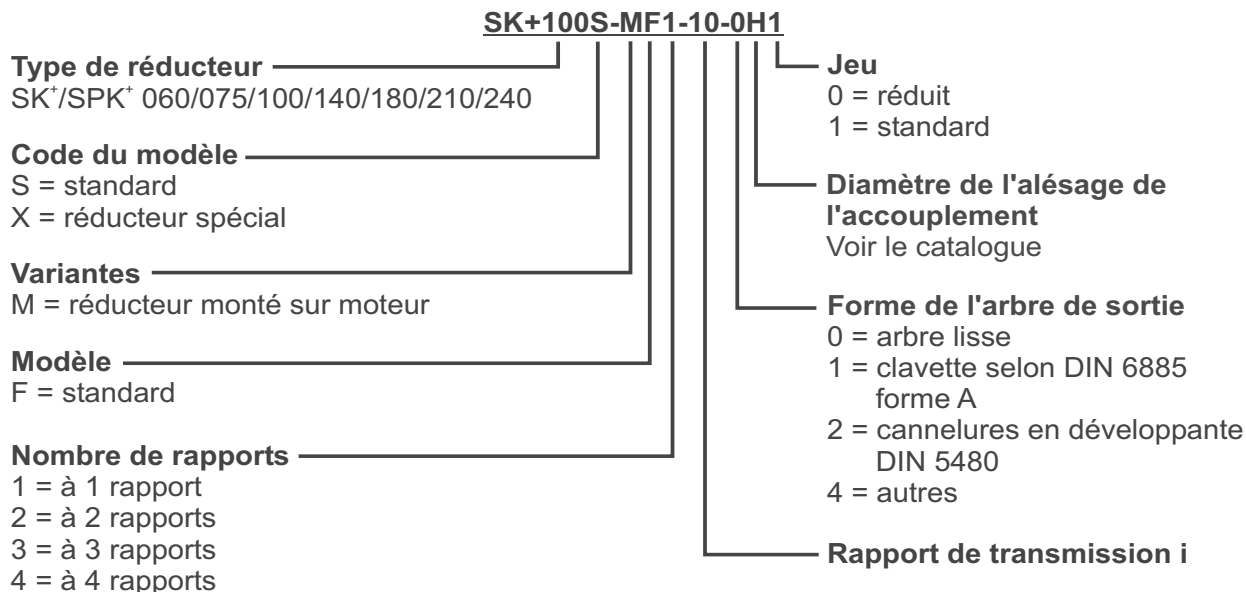 SK+100S-MF1-10-0H1
Type de réducteur
SK⁺/SPK⁺ 060/075/100/140/180/210/240
Code du modèle
S = standard
X = réducteur spécial
Variantes
M = réducteur monté sur moteur
Modèle
F = standard
Nombre de rapports
1 = à 1 rapport
2 = à 2 rapports
3 = à 3 rapports
4 = à 4 rapports
Jeu
0 = réduit
1 = standard
Diamètre de l'alésage de
l'accouplement
Voir le catalogue
Forme de l'arbre de sortie
0 = arbre lisse
1 = clavette selon DIN 6885
forme A
2 = cannelures en développante
DIN 5480
4 = autres
Rapport de transmission i